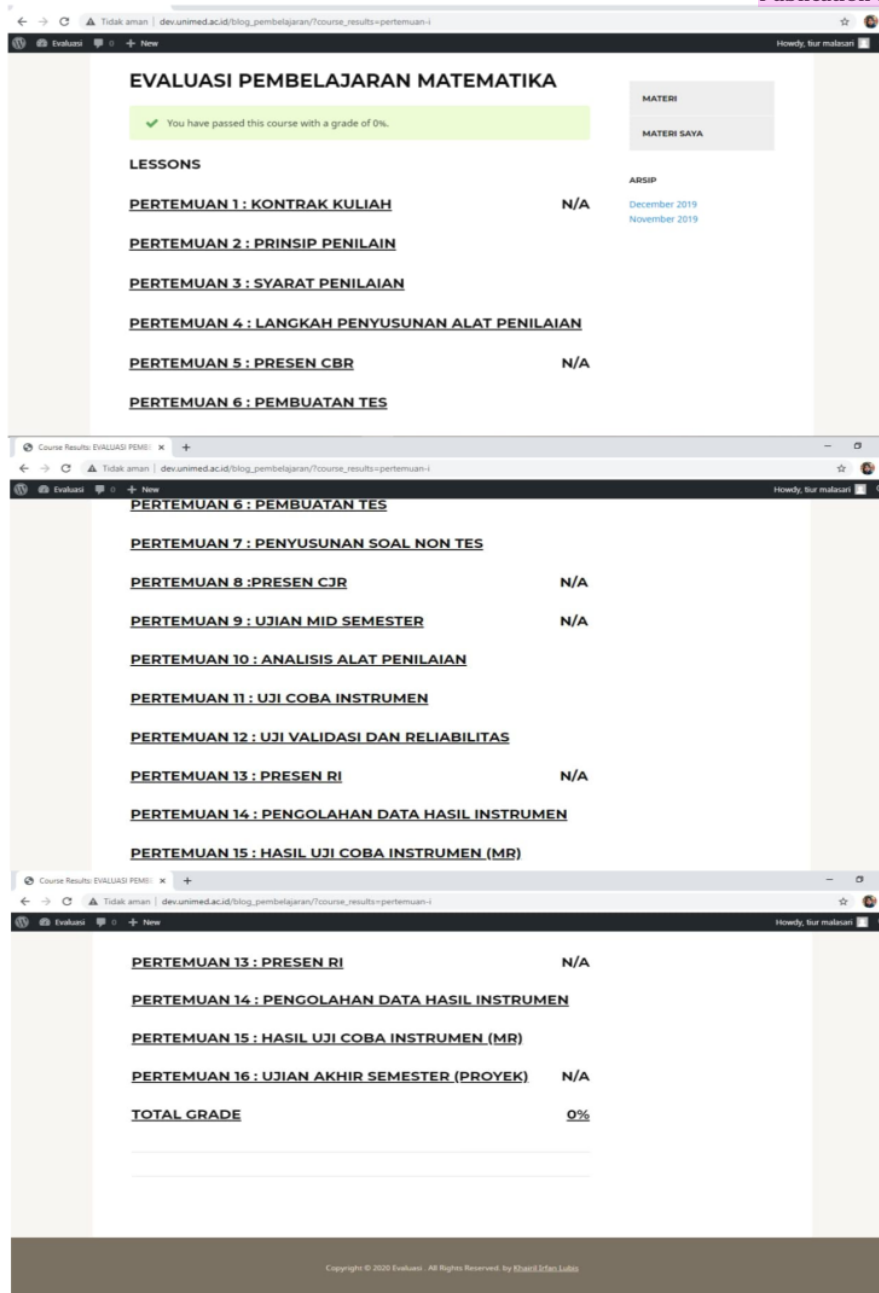 Tidak aman | dev.unimed.ac.id/blog_pembelajaran/?course_results=pertemuan-i
Evaluasi 0 + New Howdy, tiur malasari
EVALUASI PEMBELAJARAN MATEMATIKA
You have passed this course with a grade of 0%.
LESSONS
PERTEMUAN 1 : KONTRAK KULIAH N/A
PERTEMUAN 2 : PRINSIP PENILAIN
PERTEMUAN 3 : SYARAT PENILAIAN
PERTEMUAN 4 : LANGKAH PENYUSUNAN ALAT PENILAIAN
PERTEMUAN 5 : PRESEN CBR N/A
PERTEMUAN 6 : PEMBUATAN TES
MATERI
MATERI SAYA
ARSIP
December 2019
November 2019
Course Results: EVALUASI PEMBE
Tidak aman | dev.unimed.ac.id/blog_pembelajaran/?course_results=pertemuan-i
Evaluasi 0 + New Howdy, tiur malasari
PERTEMUAN 6 : PEMBUATAN TES
PERTEMUAN 7 : PENYUSUNAN SOAL NON TES
PERTEMUAN 8 :PRESEN CJR N/A
PERTEMUAN 9 : UJIAN MID SEMESTER N/A
PERTEMUAN 10 : ANALISIS ALAT PENILAIAN
PERTEMUAN 11 : UJI COBA INSTRUMEN
PERTEMUAN 12 : UJI VALIDASI DAN RELIABILITAS
PERTEMUAN 13 : PRESEN RI N/A
PERTEMUAN 14 : PENGOLAHAN DATA HASIL INSTRUMEN
PERTEMUAN 15 : HASIL UJI COBA INSTRUMEN (MR)
Course Results: EVALUASI PEMBE
Tidak aman | dev.unimed.ac.id/blog_pembelajaran/?course_results=pertemuan-i
Evaluasi 0 + New Howdy, tiur malasari
PERTEMUAN 13 : PRESEN RI N/A
PERTEMUAN 14 : PENGOLAHAN DATA HASIL INSTRUMEN
PERTEMUAN 15 : HASIL UJI COBA INSTRUMEN (MR)
PERTEMUAN 16 : UJIAN AKHIR SEMESTER (PROYEK) N/A
TOTAL GRADE 0%
Copyright © 2020 Evaluasi . All Rights Reserved. by Khairil Irfan Lubis